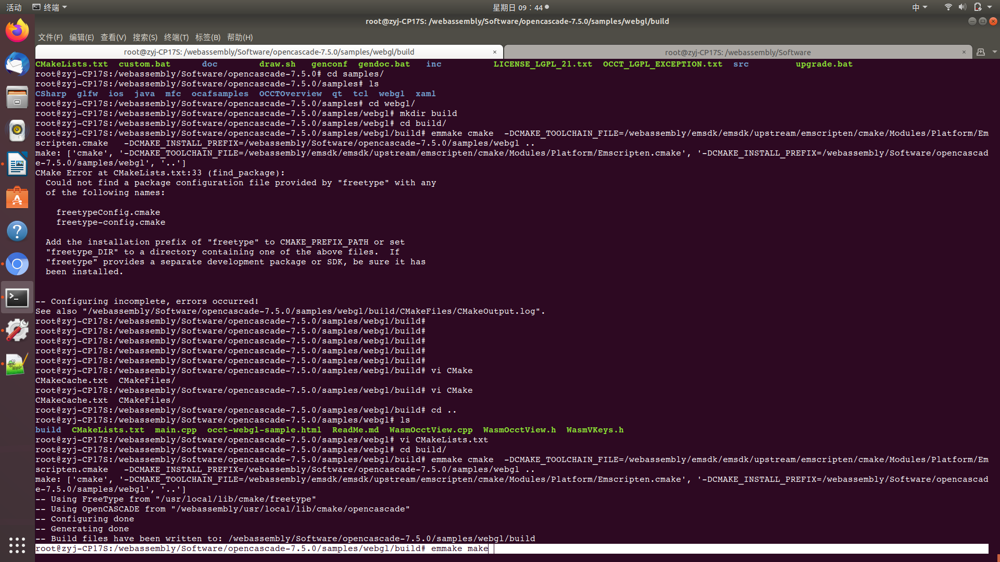 活动 终端 星期日 09：44 中
root@zyj-CP17S: /webassembly/Software/opencascade-7.5.0/samples/webgl/build
文件(F) 编辑(E) 查看(V) 搜索(S) 终端(T) 标签(B) 帮助(H)
root@zyj-CP17S: /webassembly/Software/opencascade-7.5.0/samples/webgl/build × root@zyj-CP17S: /webassembly/Software ×
CMakeLists.txt custom.bat doc draw.sh genconf gendoc.bat inc LICENSE_LGPL_21.txt OCCT_LGPL_EXCEPTION.txt src upgrade.bat
root@zyj-CP17S:/webassembly/Software/opencascade-7.5.0# cd samples/
root@zyj-CP17S:/webassembly/Software/opencascade-7.5.0/samples# ls
CSharp glfw ios java mfc ocafsamples OCCTOverview qt tcl webgl xaml
root@zyj-CP17S:/webassembly/Software/opencascade-7.5.0/samples# cd webgl/
root@zyj-CP17S:/webassembly/Software/opencascade-7.5.0/samples/webgl# mkdir build
root@zyj-CP17S:/webassembly/Software/opencascade-7.5.0/samples/webgl# cd build/
root@zyj-CP17S:/webassembly/Software/opencascade-7.5.0/samples/webgl/build# emmake cmake  -DCMAKE_TOOLCHAIN_FILE=/webassembly/emsdk/emsdk/upstream/emscripten/cmake/Modules/Platform/Em
scripten.cmake   -DCMAKE_INSTALL_PREFIX=/webassembly/Software/opencascade-7.5.0/samples/webgl ..
make: ['cmake', '-DCMAKE_TOOLCHAIN_FILE=/webassembly/emsdk/emsdk/upstream/emscripten/cmake/Modules/Platform/Emscripten.cmake', '-DCMAKE_INSTALL_PREFIX=/webassembly/Software/opencascad
e-7.5.0/samples/webgl', '..']
CMake Error at CMakeLists.txt:33 (find_package):
  Could not find a package configuration file provided by "freetype" with any
  of the following names:
    freetypeConfig.cmake
    freetype-config.cmake
  Add the installation prefix of "freetype" to CMAKE_PREFIX_PATH or set
  "freetype_DIR" to a directory containing one of the above files.  If
  "freetype" provides a separate development package or SDK, be sure it has
  been installed.
-- Configuring incomplete, errors occurred!
See also "/webassembly/Software/opencascade-7.5.0/samples/webgl/build/CMakeFiles/CMakeOutput.log".
root@zyj-CP17S:/webassembly/Software/opencascade-7.5.0/samples/webgl/build#
root@zyj-CP17S:/webassembly/Software/opencascade-7.5.0/samples/webgl/build#
root@zyj-CP17S:/webassembly/Software/opencascade-7.5.0/samples/webgl/build#
root@zyj-CP17S:/webassembly/Software/opencascade-7.5.0/samples/webgl/build#
root@zyj-CP17S:/webassembly/Software/opencascade-7.5.0/samples/webgl/build#
root@zyj-CP17S:/webassembly/Software/opencascade-7.5.0/samples/webgl/build# vi CMake
CMakeCache.txt  CMakeFiles/
root@zyj-CP17S:/webassembly/Software/opencascade-7.5.0/samples/webgl/build# vi CMake
CMakeCache.txt  CMakeFiles/
root@zyj-CP17S:/webassembly/Software/opencascade-7.5.0/samples/webgl/build# cd ..
root@zyj-CP17S:/webassembly/Software/opencascade-7.5.0/samples/webgl# ls
build  CMakeLists.txt  main.cpp  occt-webgl-sample.html  ReadMe.md  WasmOcctView.cpp  WasmOcctView.h  WasmVKeys.h
root@zyj-CP17S:/webassembly/Software/opencascade-7.5.0/samples/webgl# vi CMakeLists.txt
root@zyj-CP17S:/webassembly/Software/opencascade-7.5.0/samples/webgl# cd build/
root@zyj-CP17S:/webassembly/Software/opencascade-7.5.0/samples/webgl/build# emmake cmake  -DCMAKE_TOOLCHAIN_FILE=/webassembly/emsdk/emsdk/upstream/emscripten/cmake/Modules/Platform/Em
scripten.cmake   -DCMAKE_INSTALL_PREFIX=/webassembly/Software/opencascade-7.5.0/samples/webgl ..
make: ['cmake', '-DCMAKE_TOOLCHAIN_FILE=/webassembly/emsdk/emsdk/upstream/emscripten/cmake/Modules/Platform/Emscripten.cmake', '-DCMAKE_INSTALL_PREFIX=/webassembly/Software/opencascad
e-7.5.0/samples/webgl', '..']
-- Using FreeType from "/usr/local/lib/cmake/freetype"
-- Using OpenCASCADE from "/webassembly/usr/local/lib/cmake/opencascade"
-- Configuring done
-- Generating done
-- Build files have been written to: /webassembly/Software/opencascade-7.5.0/samples/webgl/build
root@zyj-CP17S:/webassembly/Software/opencascade-7.5.0/samples/webgl/build# emmake make